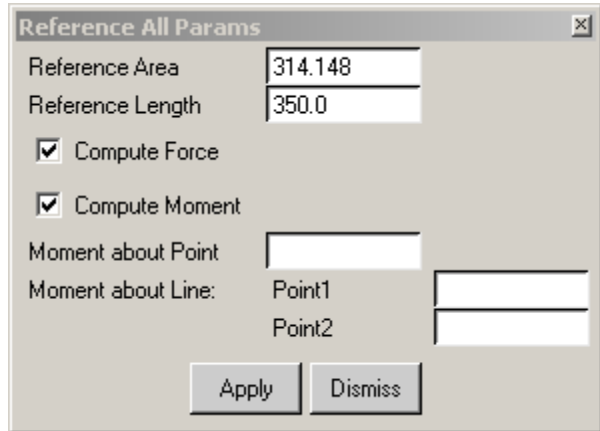 Reference All Params
Reference Area 314.148
Reference Length 350.0
Compute Force
Compute Moment
Moment about Point
Moment about Line: Point1
Point2
Apply Dismiss